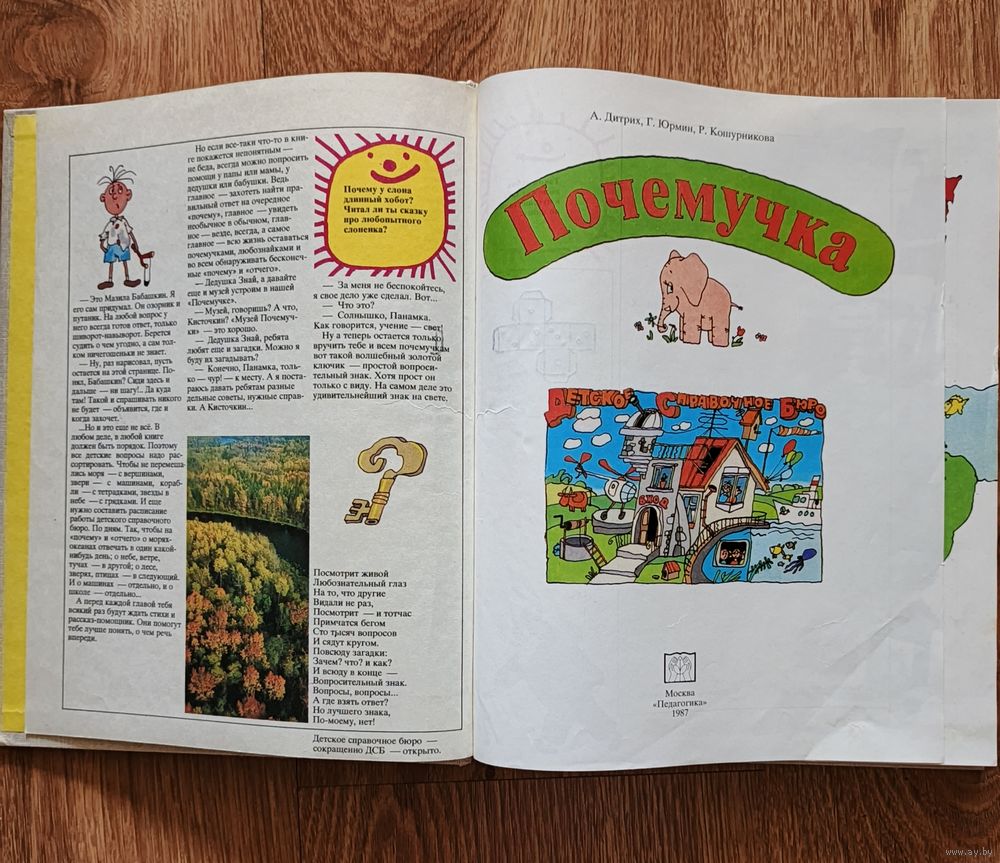 — Это Мазила Бабашкин. Я
его сам придумал. Он озорник и
путаник. На любой вопрос у
него всегда готов ответ, только
шиворот-навыворот. Берется
судить о чем угодно, а сам тол-
ком ничегошеньки не знает.
— Ну, раз нарисовал, пусть
остается на этой странице. По-
нял, Бабашкин? Сиди здесь и
дальше — ни шагу!.. Да куда
там! Такой и спрашивать никого
не будет — объявится, где и
когда захочет.
...Но и это еще не всё. В
любом деле, в любой книге
должен быть порядок. Поэтому
все детские вопросы надо рас-
сортировать. Чтобы не перемеша-
лись моря — с вершинами,
звери — с машинами, кораб-
ли — с тетрадками, звезды в
небе — с грядками. И еще
нужно составить расписание
работы детского справочного
бюро. По дням. Так, чтобы на
«почему» и «отчего» о морях-
океанах отвечать в один какой-
нибудь день; о небе, ветре,
тучах — в другой; о лесе,
зверях, птицах — в следующий.
И о машинах — отдельно, и о
школе — отдельно...
А перед каждой главой тебя
всякий раз будут ждать стихи и
рассказ-помощник. Они помогут
тебе лучше понять, о чем речь
впереди.
Но если все-таки что-то в кни-
ге покажется непонятным —
не беда, всегда можно попросить
помощи у папы или мамы, у
дедушки или бабушки. Ведь
главное — захотеть найти пра-
вильный ответ на очередное
«почему», главное — увидеть
необычное в обычном, глав-
ное — везде, всегда, а самое
главное — всю жизнь оставаться
почемучками, любознайками и
во всем обнаруживать бесконеч-
ные «почему» и «отчего».
— Дедушка Знай, а давайте
еще и музей устроим в нашей
«Почемучке».
— Музей, говоришь? А что,
Кисточкин? «Музей Почемуч-
ки» — это хорошо.
— Дедушка Знай, ребята
любят еще и загадки. Можно я
буду их загадывать?
— Конечно, Панамка, толь-
ко — чур! — к месту. А я поста-
раюсь давать ребятам разные
дельные советы, нужные справ-
ки. А Кисточкин...
Почему у слона
длинный хобот?
Читал ли ты сказку
про любопытного
слоненка?
— За меня не беспокойтесь,
я свое дело уже сделал. Вот...
— Что это?
— Солнышко, Панамка.
Как говорится, учение — свет!
Ну а теперь остается только
вручить тебе и всем почемучкам
вот такой волшебный золотой
ключик — простой вопроси-
тельный знак. Хотя прост он
только с виду. На самом деле это
удивительнейший знак на свете.
Посмотрит живой
Любознательный глаз
На то, что другие
Видали не раз,
Посмотрит — и тотчас
Примчатся бегом
Сто тысяч вопросов
И сядут кругом.
Повсюду загадки:
Зачем? что? и как?
И всюду в конце —
Вопросительный знак.
Вопросы, вопросы...
А где взять ответ?
Но лучшего знака,
По-моему, нет!
Детское справочное бюро —
сокращенно ДСБ — открыто.
А. Дитрих, Г. Юрмин, Р. Кошурникова
Почемучка
Детское Справочное Бюро
Вход
Москва
«Педагогика»
1987
www.ay.by